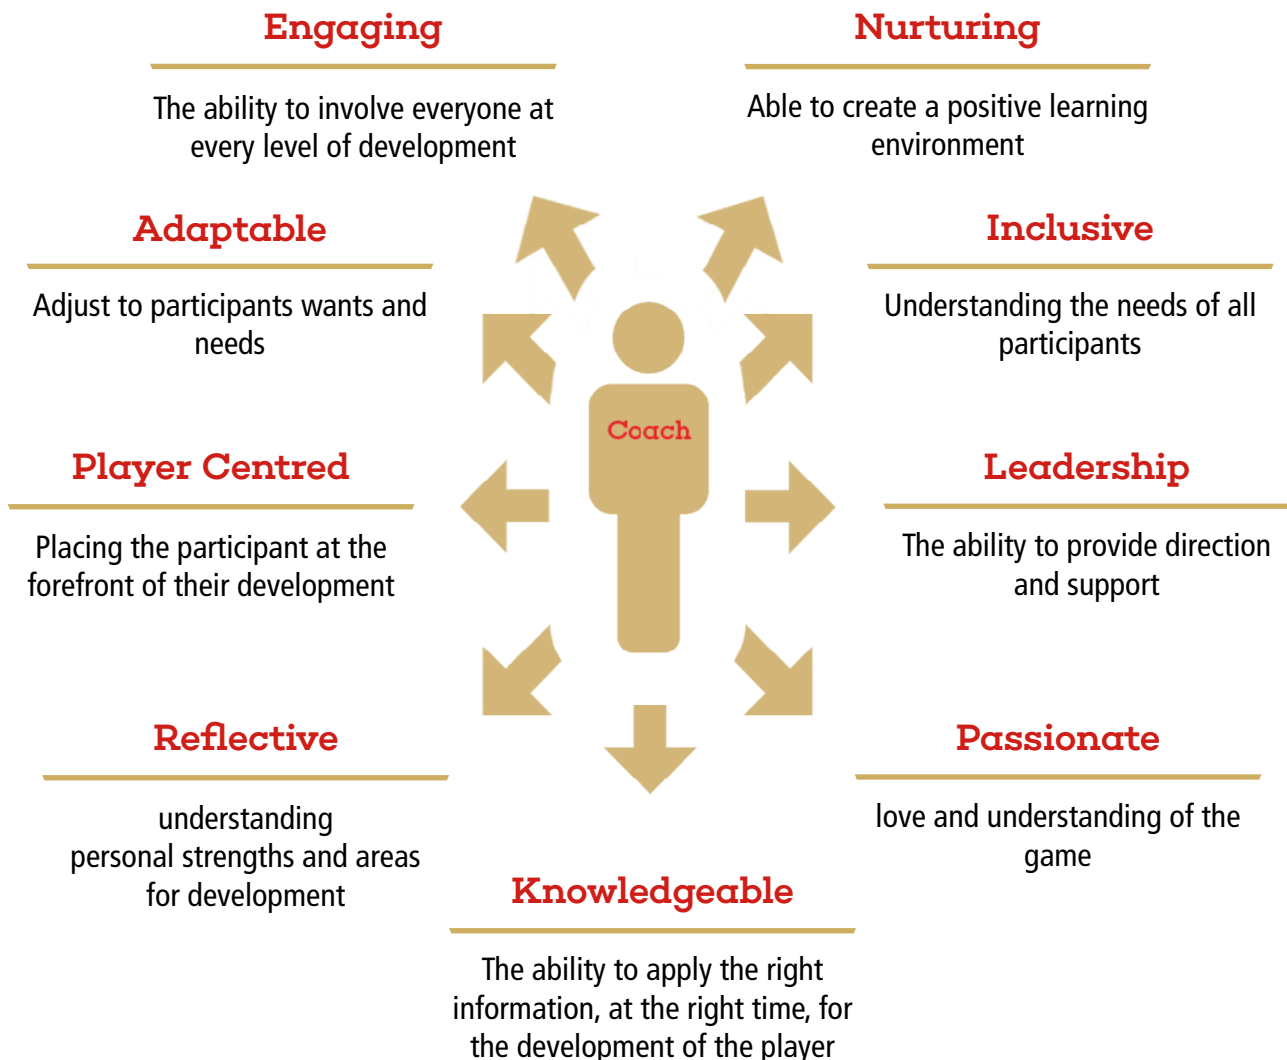 Engaging
The ability to involve everyone at
every level of development
Nurturing
Able to create a positive learning
environment
Adaptable
Adjust to participants wants and
needs
Inclusive
Understanding the needs of all
participants
Coach
Player Centred
Placing the participant at the
forefront of their development
Leadership
The ability to provide direction
and support
Reflective
understanding
personal strengths and areas
for development
Passionate
love and understanding of the
game
Knowledgeable
The ability to apply the right
information, at the right time, for
the development of the player